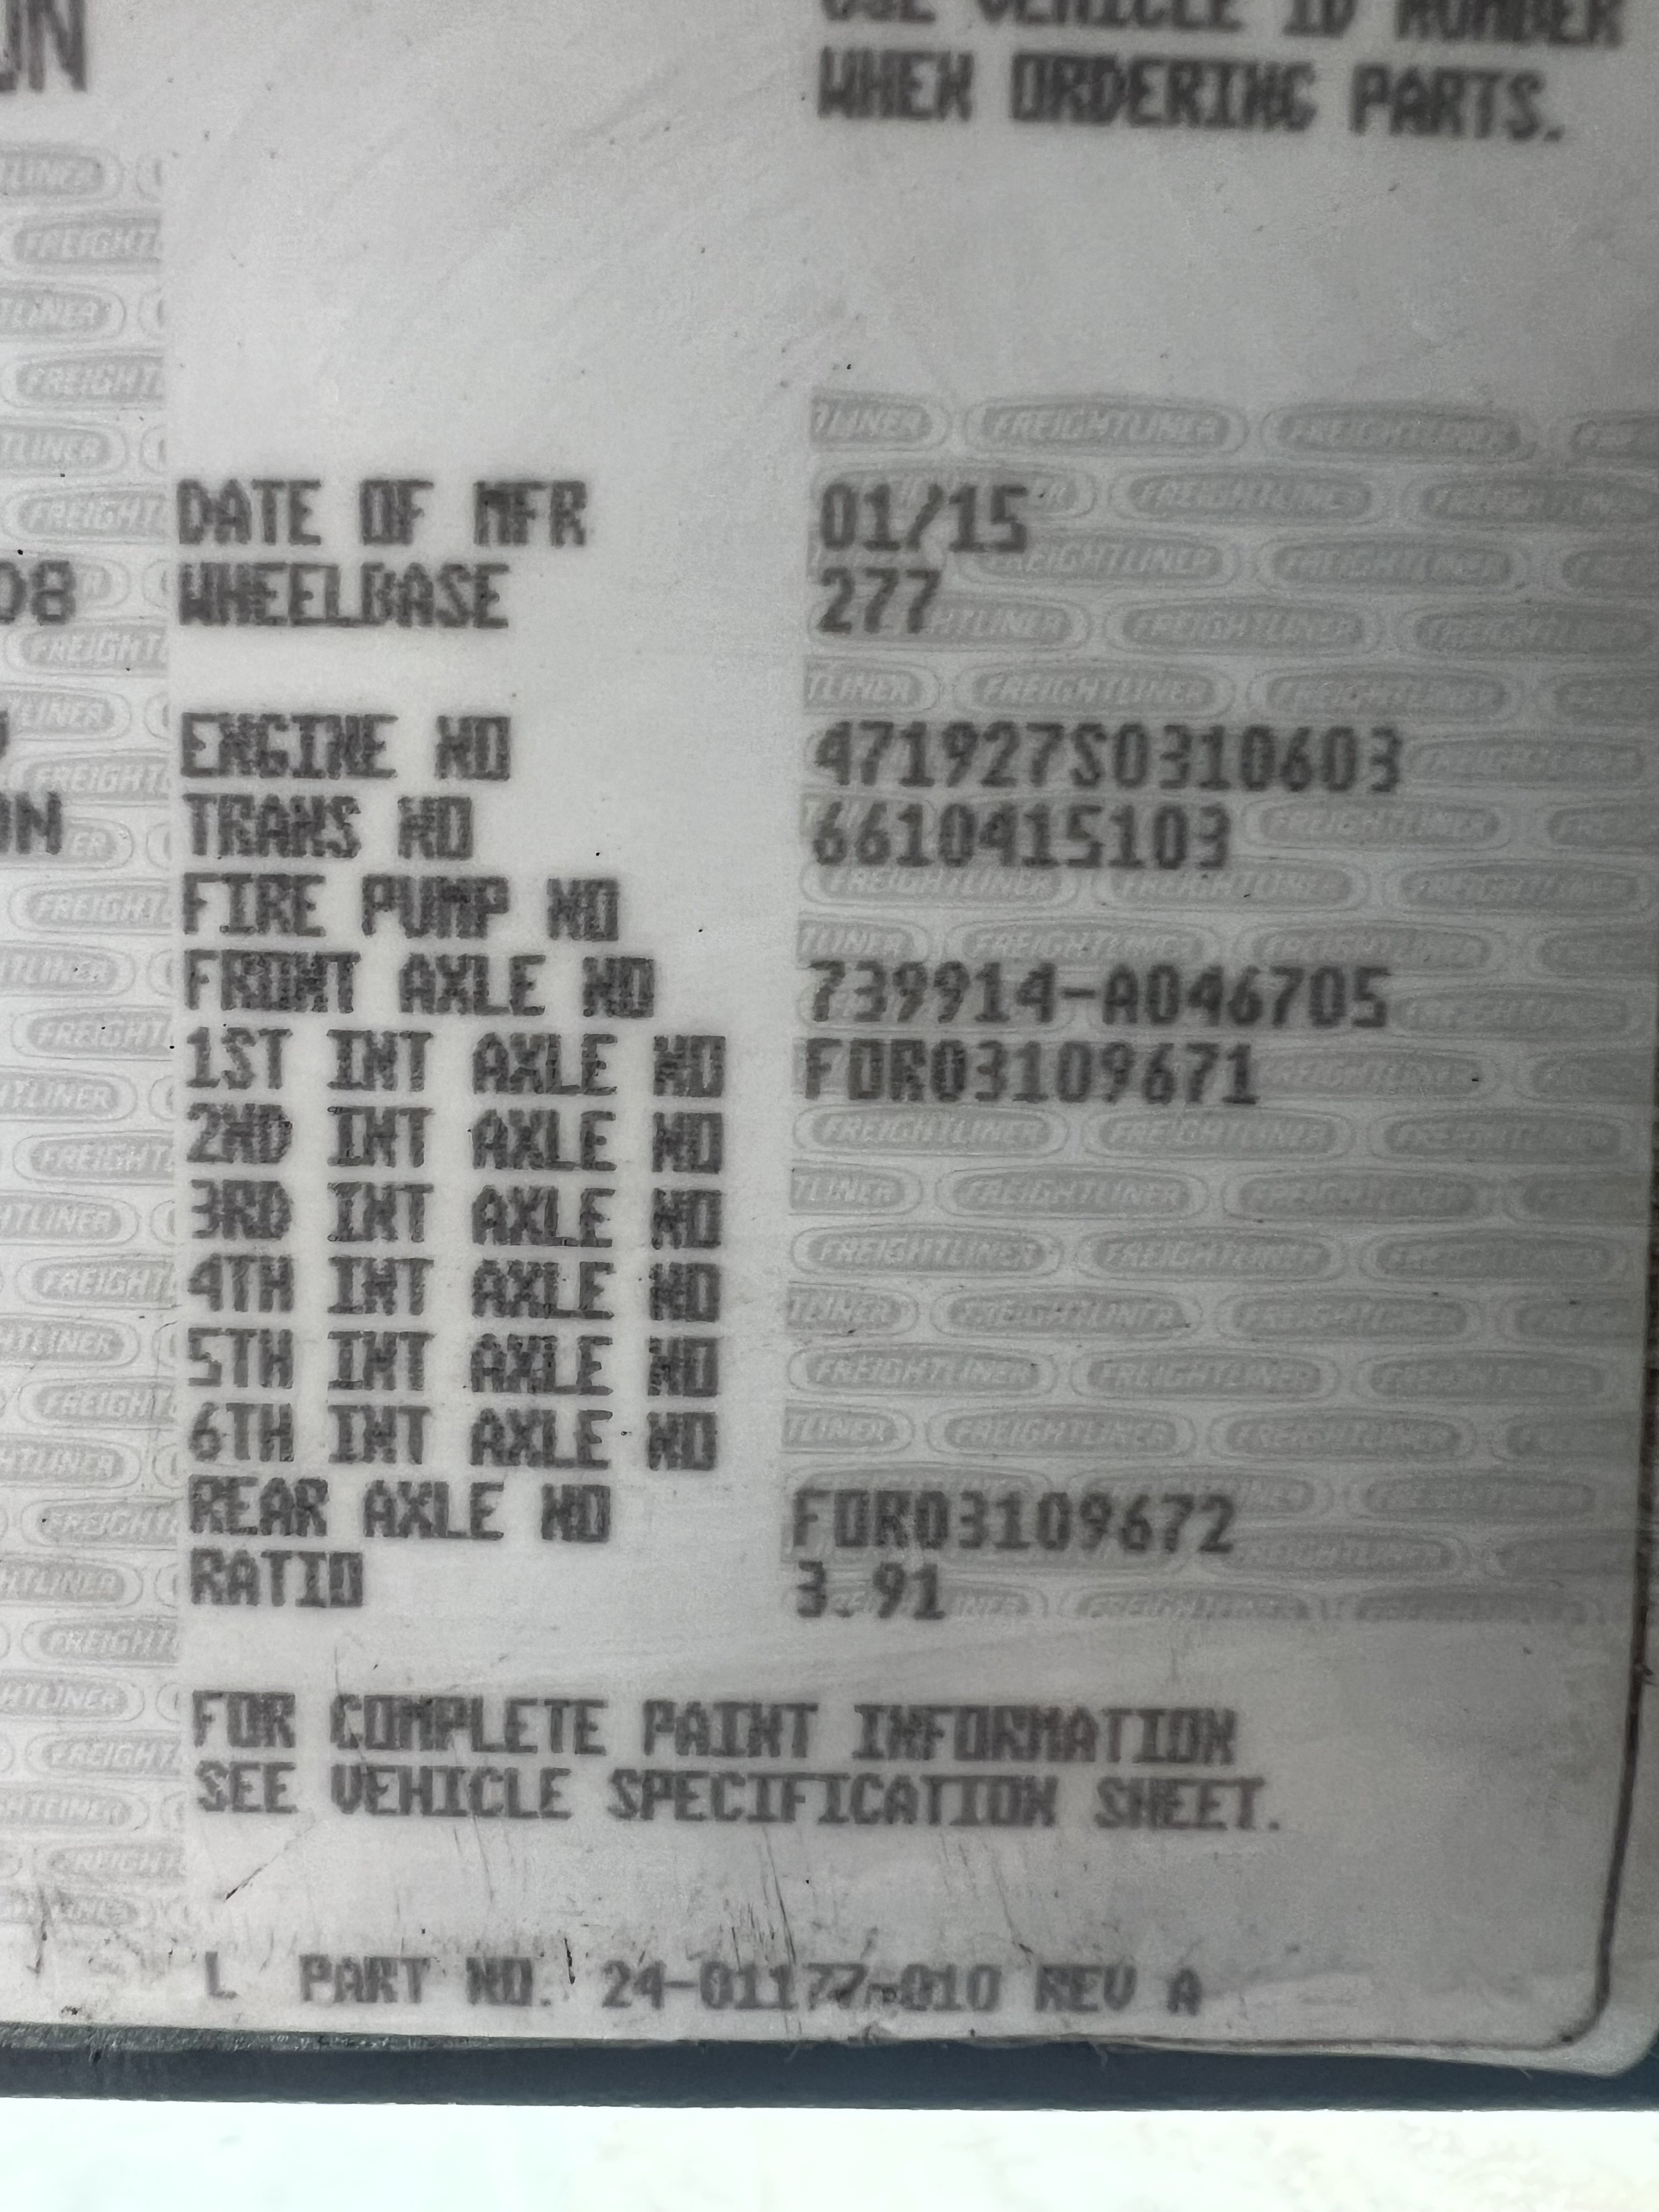 USE VEHICLE ID NUMBER
WHEN ORDERING PARTS.
DATE OF MFR 01/15
08 WHEELBASE 277
ENGINE NO 471927S0310603
TRANS NO 6610415103
FIRE PUMP NO
FRONT AXLE NO 739914-A046705
1ST INT AXLE NO FOR03109671
2ND INT AXLE NO
3RD INT AXLE NO
4TH INT AXLE NO
5TH INT AXLE NO
6TH INT AXLE NO
REAR AXLE NO FOR03109672
RATIO 3.91
FOR COMPLETE PAINT INFORMATION
SEE VEHICLE SPECIFICATION SHEET.
L PART NO. 24-01177-010 REV A